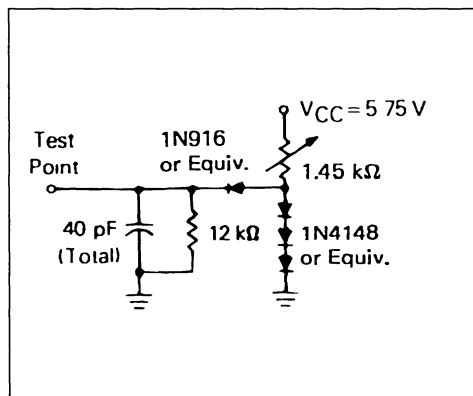 VCC = 5 75 V
Test
Point
1N916
or Equiv.
1.45 kΩ
40 pF
(Total)
12 kΩ
1N4148
or Equiv.